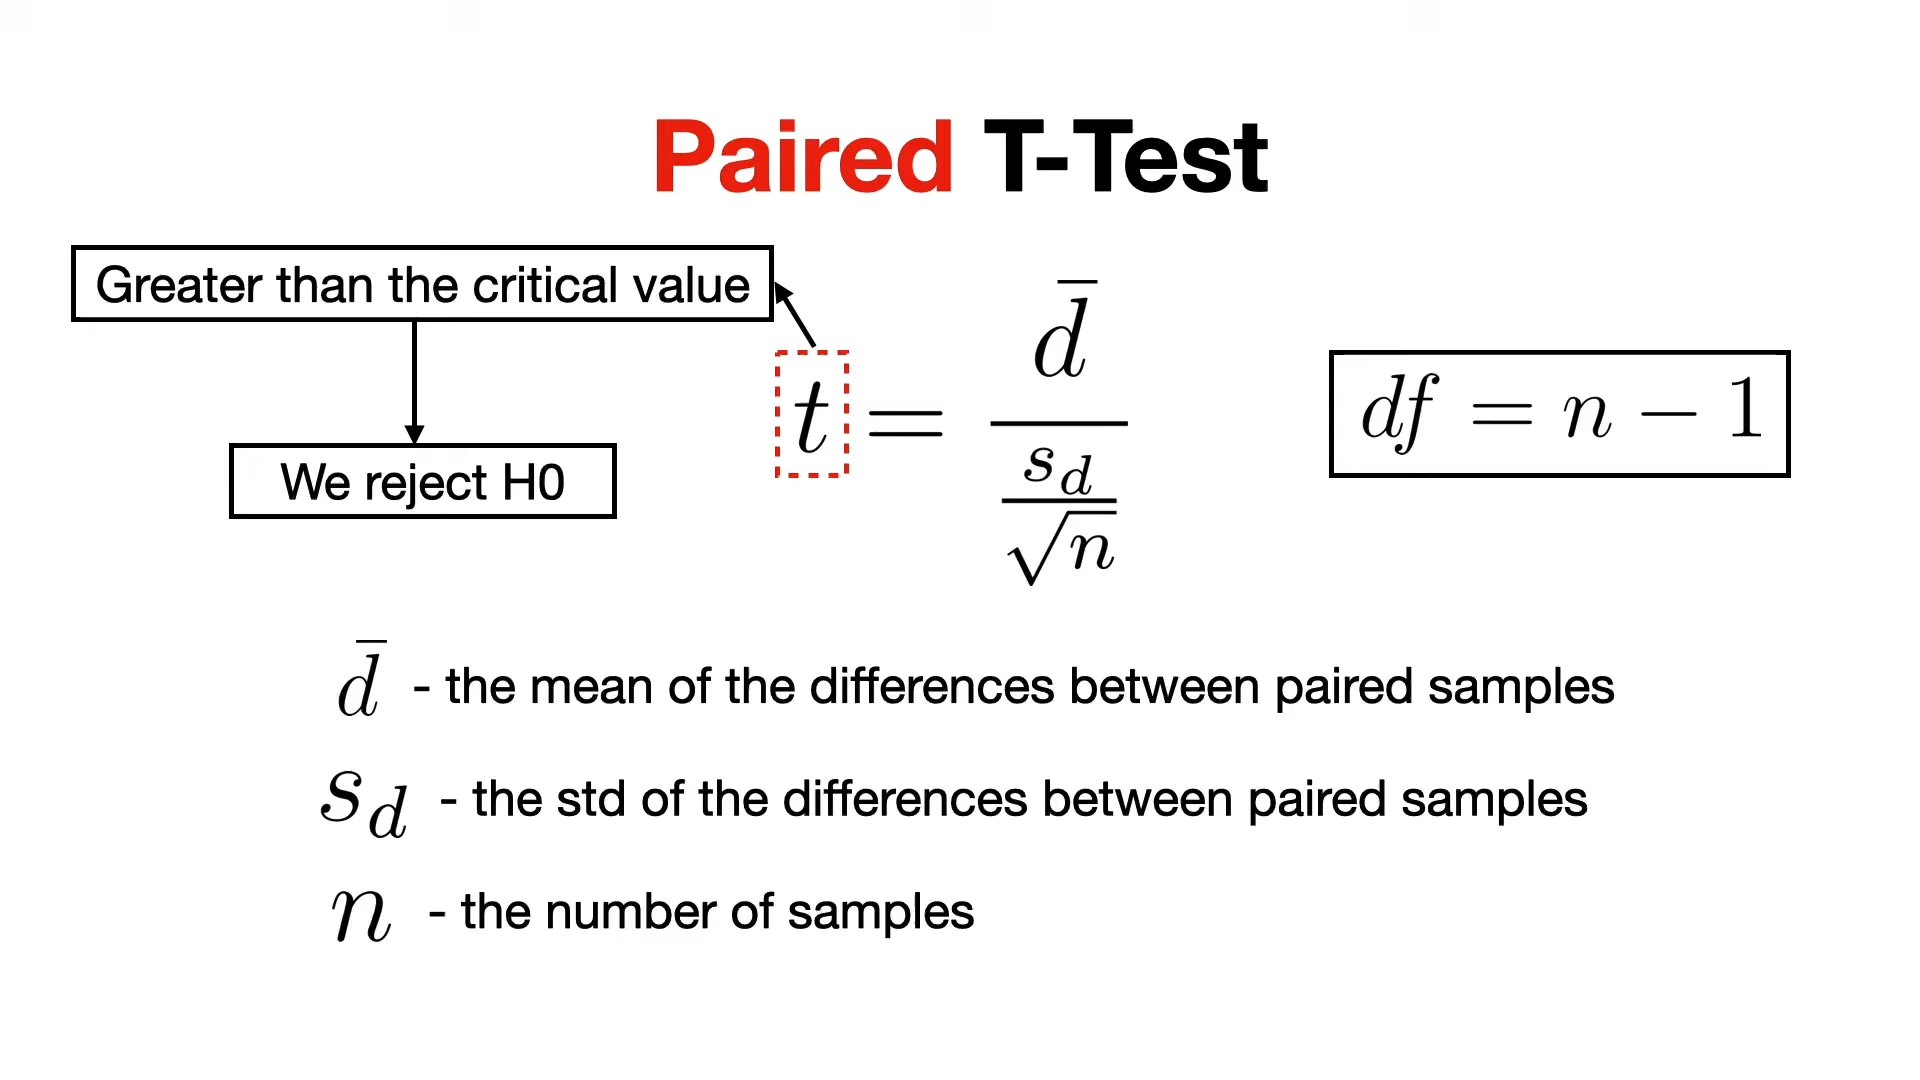 Paired T-Test
Greater than the critical value
We reject H0
t = d̄ / (s_d / √n)
df = n − 1
d̄ - the mean of the differences between paired samples
s_d - the std of the differences between paired samples
n - the number of samples